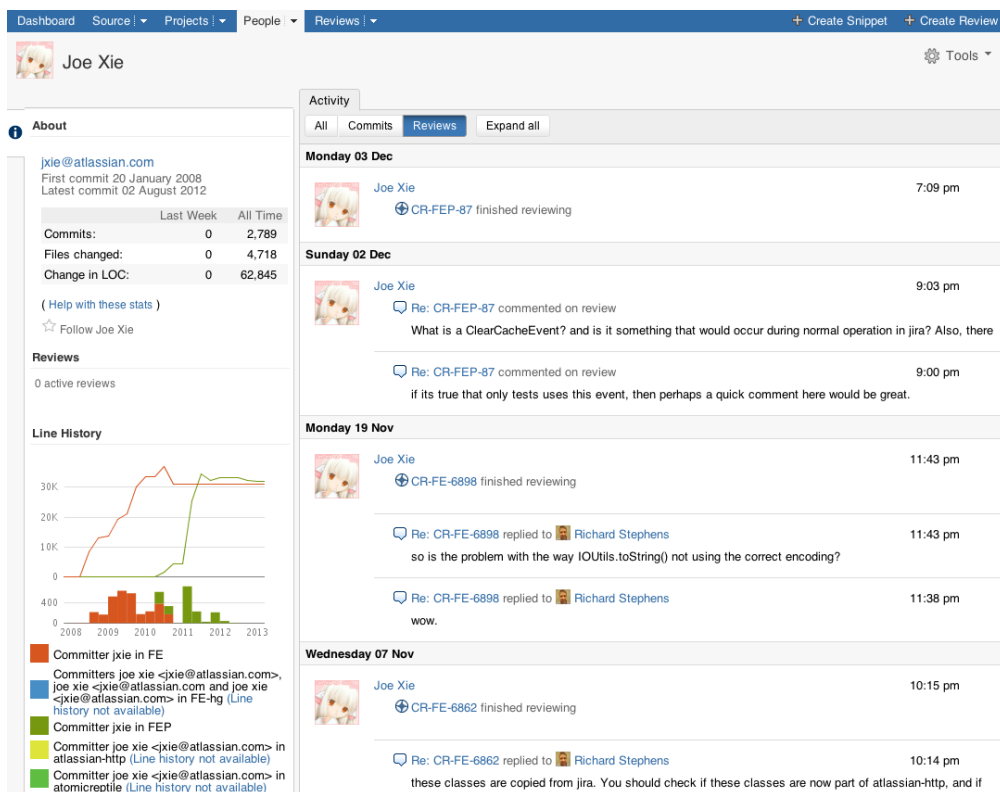 Dashboard Source Projects People Reviews + Create Snippet + Create Review
Joe Xie
Tools
About
jxie@atlassian.com
First commit 20 January 2008
Latest commit 02 August 2012
Last Week All Time
Commits: 0 2,789
Files changed: 0 4,718
Change in LOC: 0 62,845
( Help with these stats )
Follow Joe Xie
Reviews
0 active reviews
Line History
30K
20K
10K
0
400
0
2008 2009 2010 2011 2012 2013
Committer jxie in FE
Committers joe xie <jxie@atlassian.com>,
joe xie <jxie@atlassian.com and joe xie
<jxie@atlassian.com> in FE-hg (Line
history not available)
Committer jxie in FEP
Committer joe xie <jxie@atlassian.com> in
atlassian-http (Line history not available)
Committer joe xie <jxie@atlassian.com> in
atomicreptile (Line history not available)
Activity
All Commits Reviews Expand all
Monday 03 Dec
Joe Xie 7:09 pm
CR-FEP-87 finished reviewing
Sunday 02 Dec
Joe Xie 9:03 pm
Re: CR-FEP-87 commented on review
What is a ClearCacheEvent? and is it something that would occur during normal operation in jira? Also, there
Re: CR-FEP-87 commented on review 9:00 pm
if its true that only tests uses this event, then perhaps a quick comment here would be great.
Monday 19 Nov
Joe Xie 11:43 pm
CR-FE-6898 finished reviewing
Re: CR-FE-6898 replied to Richard Stephens 11:43 pm
so is the problem with the way IOUtils.toString() not using the correct encoding?
Re: CR-FE-6898 replied to Richard Stephens 11:38 pm
wow.
Wednesday 07 Nov
Joe Xie 10:15 pm
CR-FE-6862 finished reviewing
Re: CR-FE-6862 replied to Richard Stephens 10:14 pm
these classes are copied from jira. You should check if these classes are now part of atlassian-http, and if